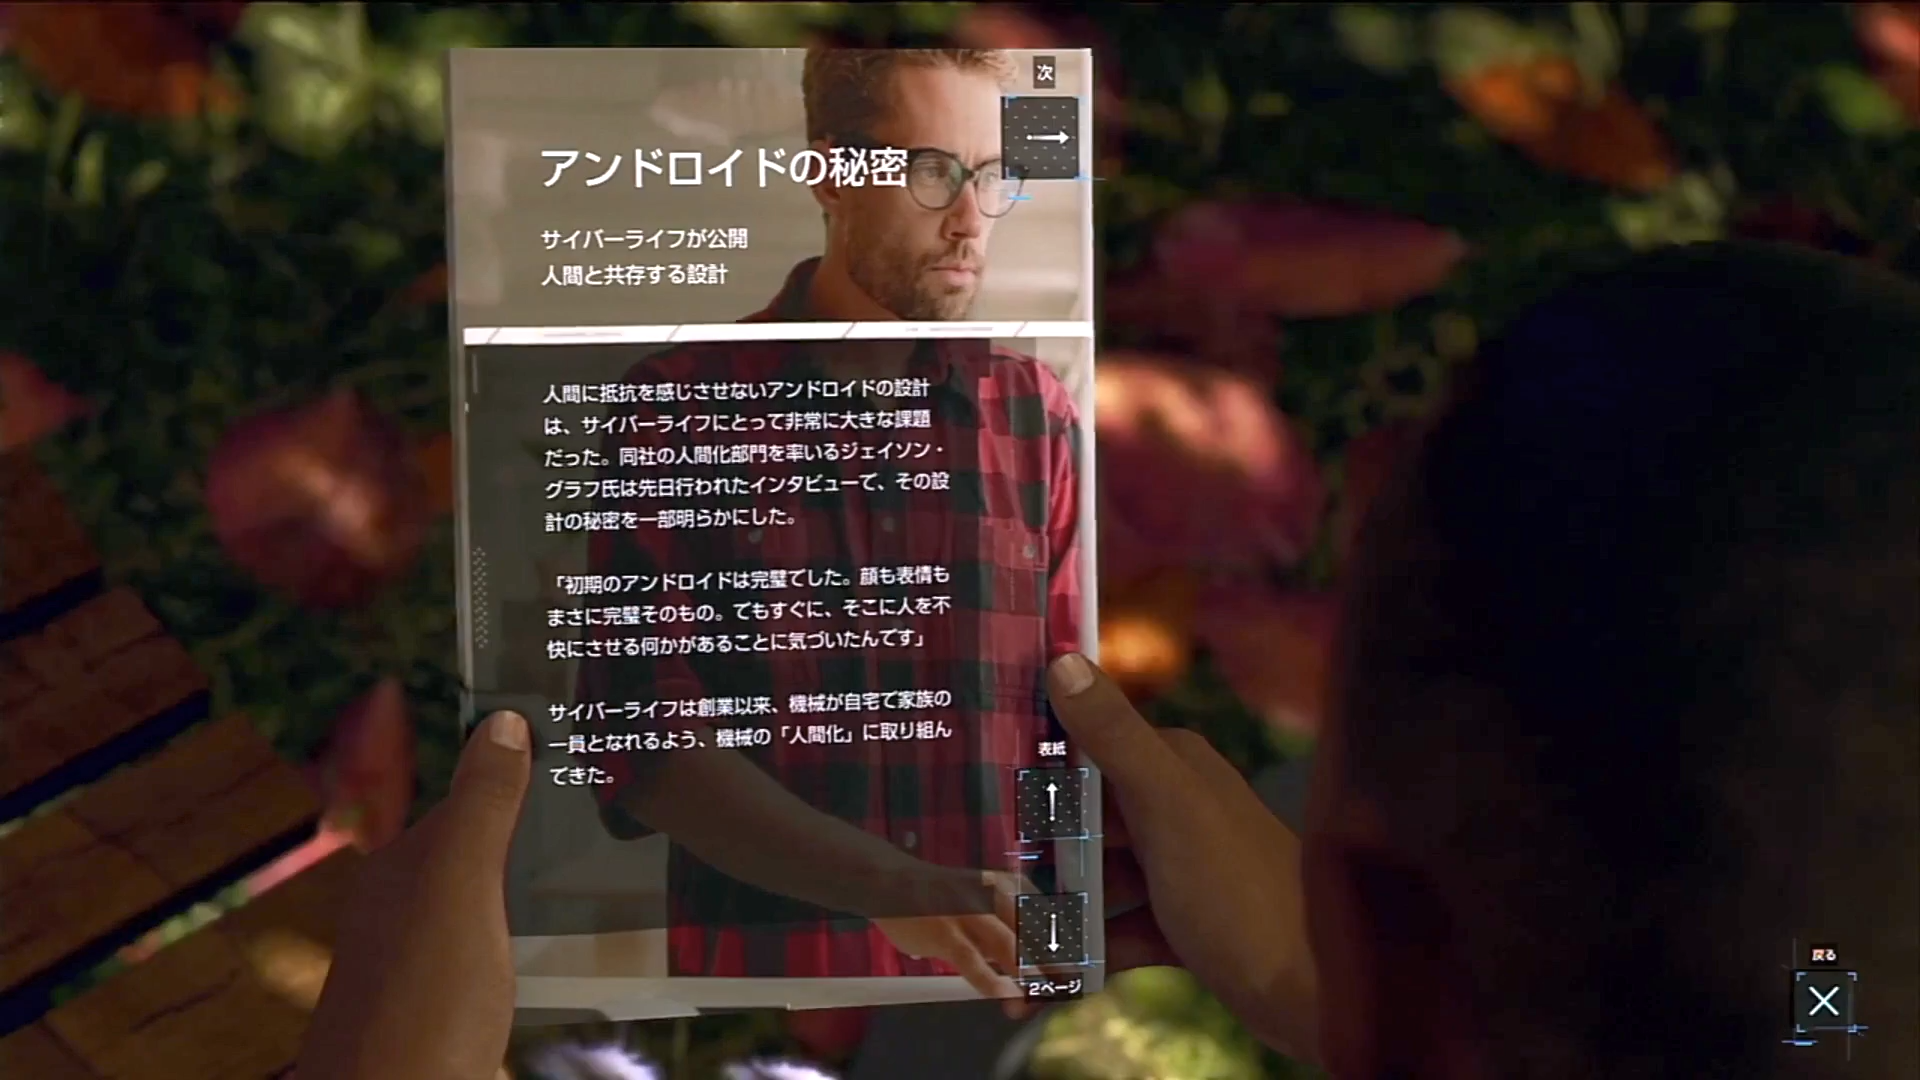 次
アンドロイドの秘密
サイバーライフが公開
人間と共存する設計
人間に抵抗を感じさせないアンドロイドの設計
は、サイバーライフにとって非常に大きな課題
だった。同社の人間化部門を率いるジェイソン・
グラフ氏は先日行われたインタビューで、その設
計の秘密を一部明らかにした。
「初期のアンドロイドは完璧でした。顔も表情も
まさに完璧そのもの。でもすぐに、そこに人を不
快にさせる何かがあることに気づいたんです」
サイバーライフは創業以来、機械が自宅で家族の
一員となれるよう、機械の「人間化」に取り組ん
できた。
表紙
2ページ
戻る